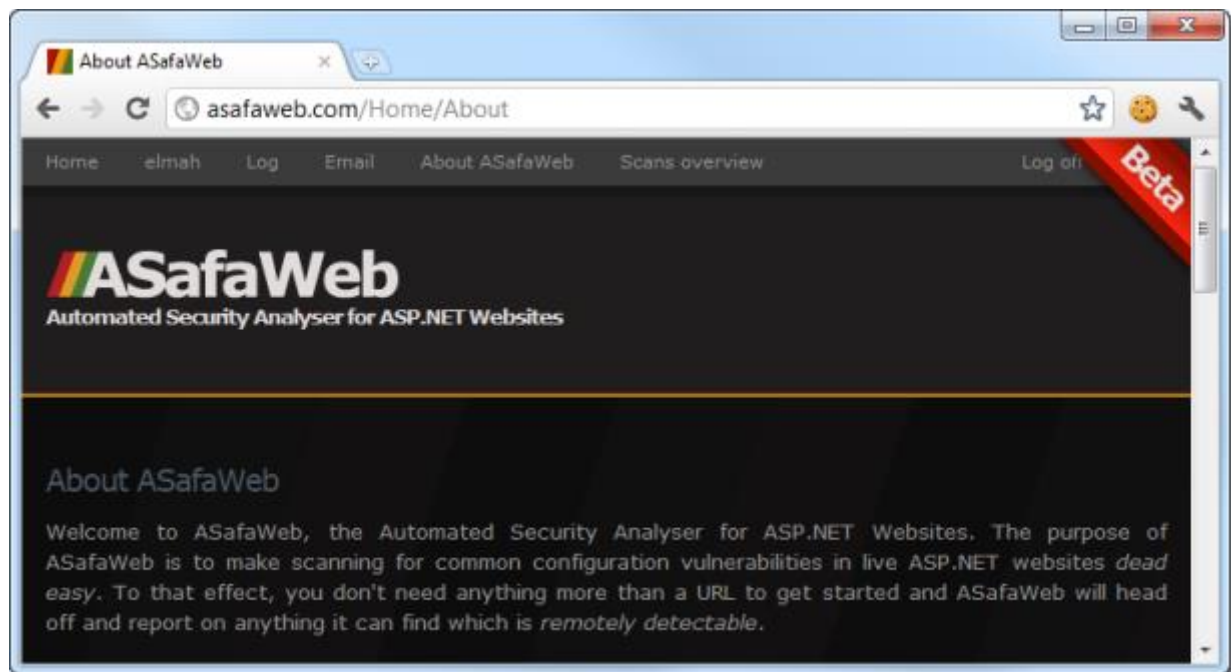 About ASafaWeb
asafaweb.com/Home/About
Home elmah Log Email About ASafaWeb Scans overview Log off
Beta
ASafaWeb
Automated Security Analyser for ASP.NET Websites
About ASafaWeb
Welcome to ASafaWeb, the Automated Security Analyser for ASP.NET Websites. The purpose of
ASafaWeb is to make scanning for common configuration vulnerabilities in live ASP.NET websites dead
easy. To that effect, you don't need anything more than a URL to get started and ASafaWeb will head
off and report on anything it can find which is remotely detectable.